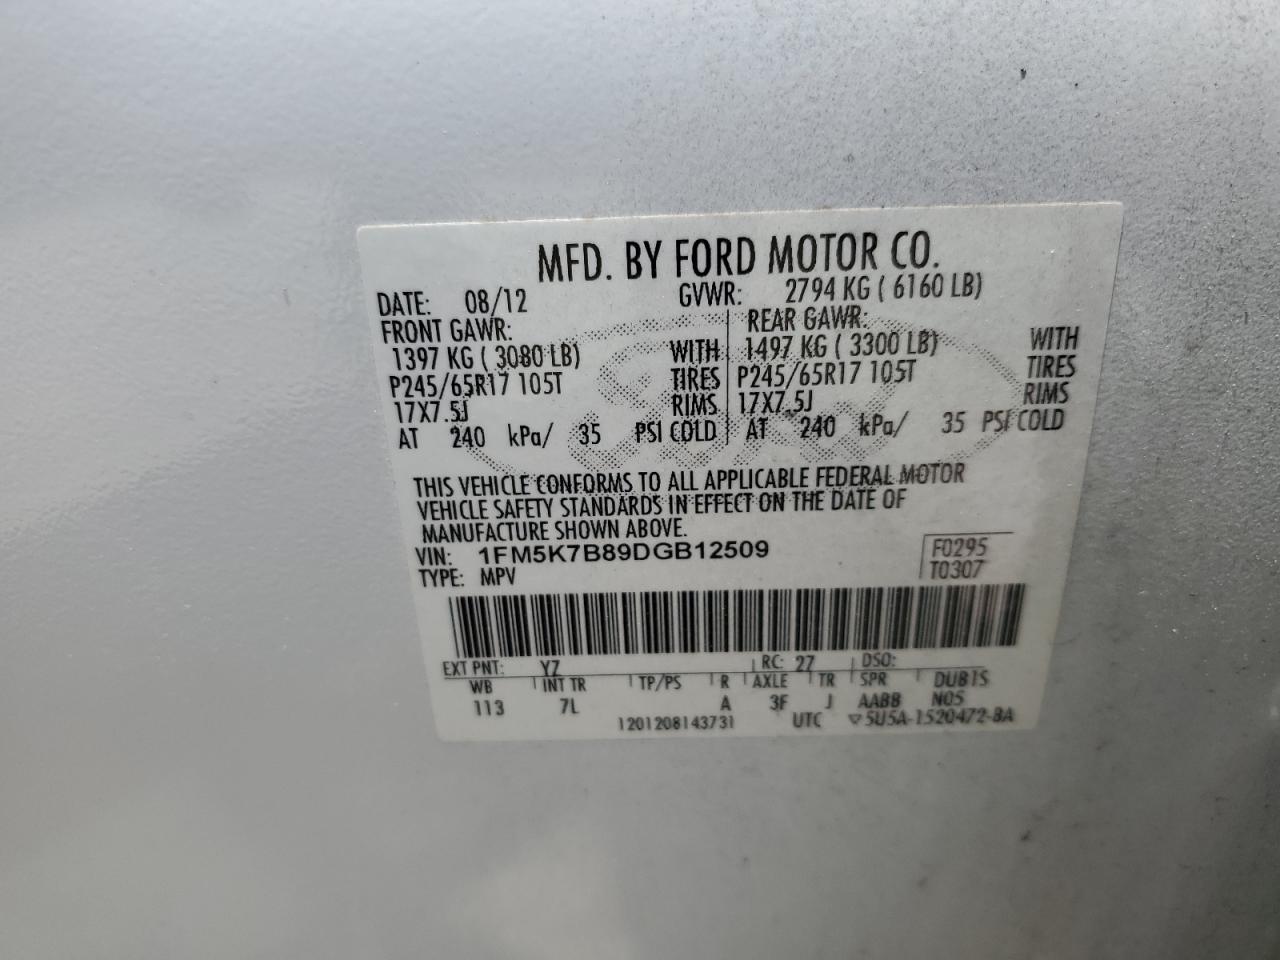 MFD. BY FORD MOTOR CO.
DATE: 08/12 GVWR: 2794 KG ( 6160 LB)
FRONT GAWR: REAR GAWR:
1397 KG ( 3080 LB) WITH 1497 KG ( 3300 LB) WITH
P245/65R17 105T TIRES P245/65R17 105T TIRES
17X7.5J RIMS 17X7.5J RIMS
AT 240 kPa/ 35 PSI COLD AT 240 kPa/ 35 PSI COLD
THIS VEHICLE CONFORMS TO ALL APPLICABLE FEDERAL MOTOR
VEHICLE SAFETY STANDARDS IN EFFECT ON THE DATE OF
MANUFACTURE SHOWN ABOVE.
VIN: 1FM5K7B89DGB12509 F0295
TYPE: MPV T0307
EXT PNT: YZ RC: 27 DSO:
WB INT TR TP/PS R AXLE TR SPR DUBIS
113 7L A 3F J AABB N05
1201208143731 UTC ▽5U5A-1520472-BA